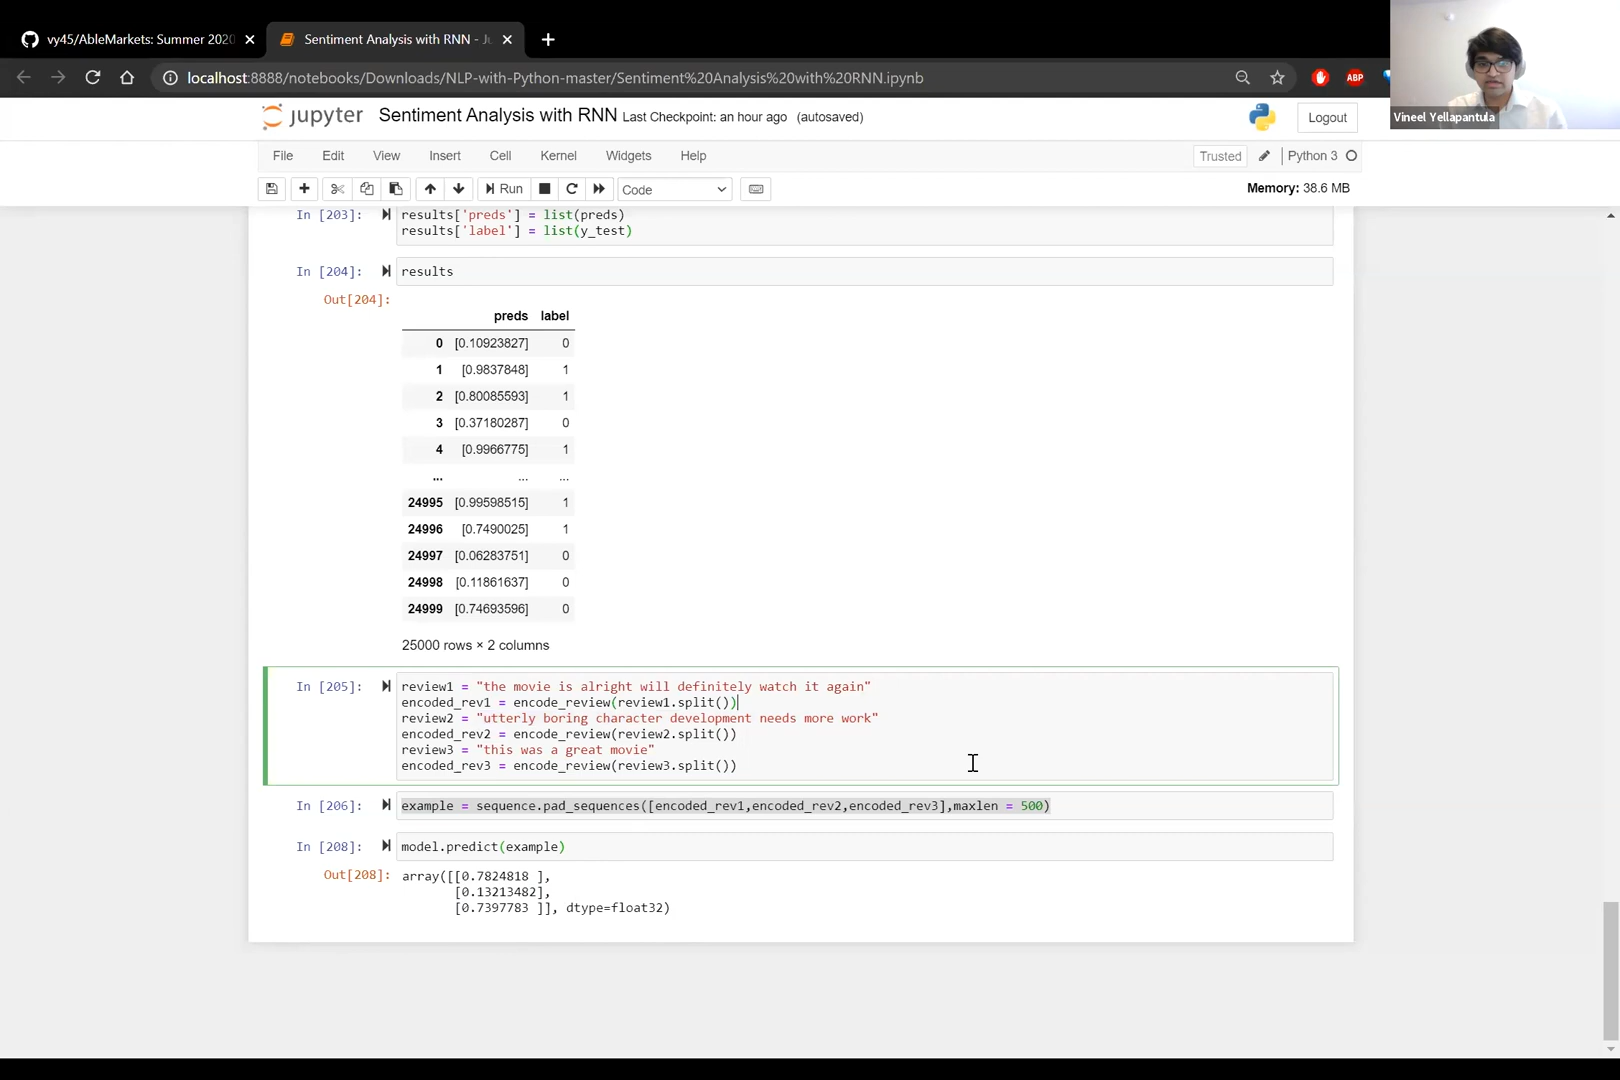 vy45/AbleMarkets: Summer 2020
Sentiment Analysis with RNN - Ju
localhost:8888/notebooks/Downloads/NLP-with-Python-master/Sentiment%20Analysis%20with%20RNN.ipynb
ABP
Vineel Yellapantula
jupyter Sentiment Analysis with RNN Last Checkpoint: an hour ago (autosaved)
Logout
File Edit View Insert Cell Kernel Widgets Help
Trusted Python 3
Run Code
Memory: 38.6 MB
In [203]: results['preds'] = list(preds)
results['label'] = list(y_test)
In [204]: results
Out[204]:
preds label
0 [0.10923827] 0
1 [0.9837848] 1
2 [0.80085593] 1
3 [0.37180287] 0
4 [0.9966775] 1
... ... ...
24995 [0.99598515] 1
24996 [0.7490025] 1
24997 [0.06283751] 0
24998 [0.11861637] 0
24999 [0.74693596] 0
25000 rows × 2 columns
In [205]: review1 = "the movie is alright will definitely watch it again"
encoded_rev1 = encode_review(review1.split())
review2 = "utterly boring character development needs more work"
encoded_rev2 = encode_review(review2.split())
review3 = "this was a great movie"
encoded_rev3 = encode_review(review3.split())
In [206]: example = sequence.pad_sequences([encoded_rev1,encoded_rev2,encoded_rev3],maxlen = 500)
In [208]: model.predict(example)
Out[208]: array([[0.7824818 ],
[0.13213482],
[0.7397783 ]], dtype=float32)